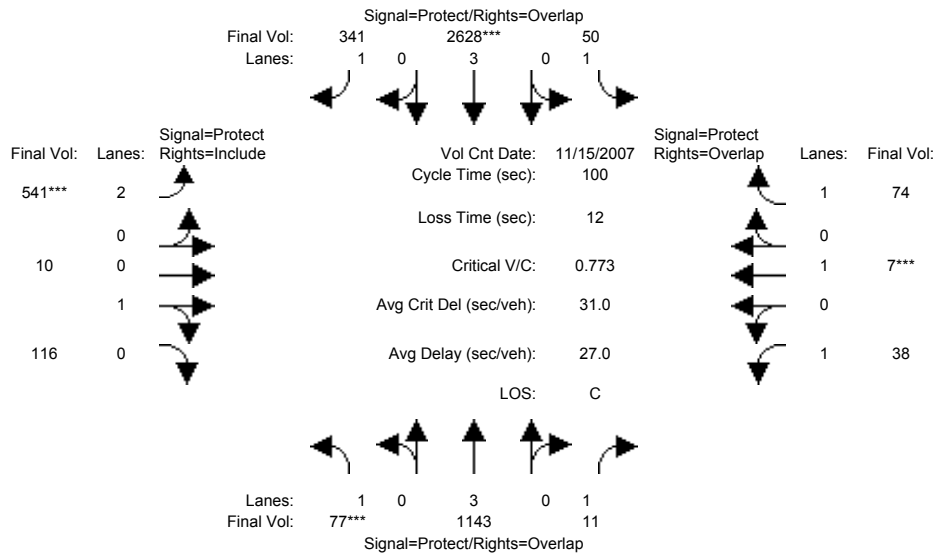 Signal=Protect/Rights=Overlap
Final Vol: 341 2628*** 50
Lanes: 1 0 3 0 1
Signal=Protect
Final Vol: Lanes: Rights=Include
Vol Cnt Date: 11/15/2007
Signal=Protect
Rights=Overlap Lanes: Final Vol:
Cycle Time (sec): 100
541*** 2
1 74
Loss Time (sec): 12
0
0
10 0
Critical V/C: 0.773
1 7***
1
Avg Crit Del (sec/veh): 31.0
0
116 0
Avg Delay (sec/veh): 27.0
1 38
LOS: C
Lanes: 1 0 3 0 1
Final Vol: 77*** 1143 11
Signal=Protect/Rights=Overlap